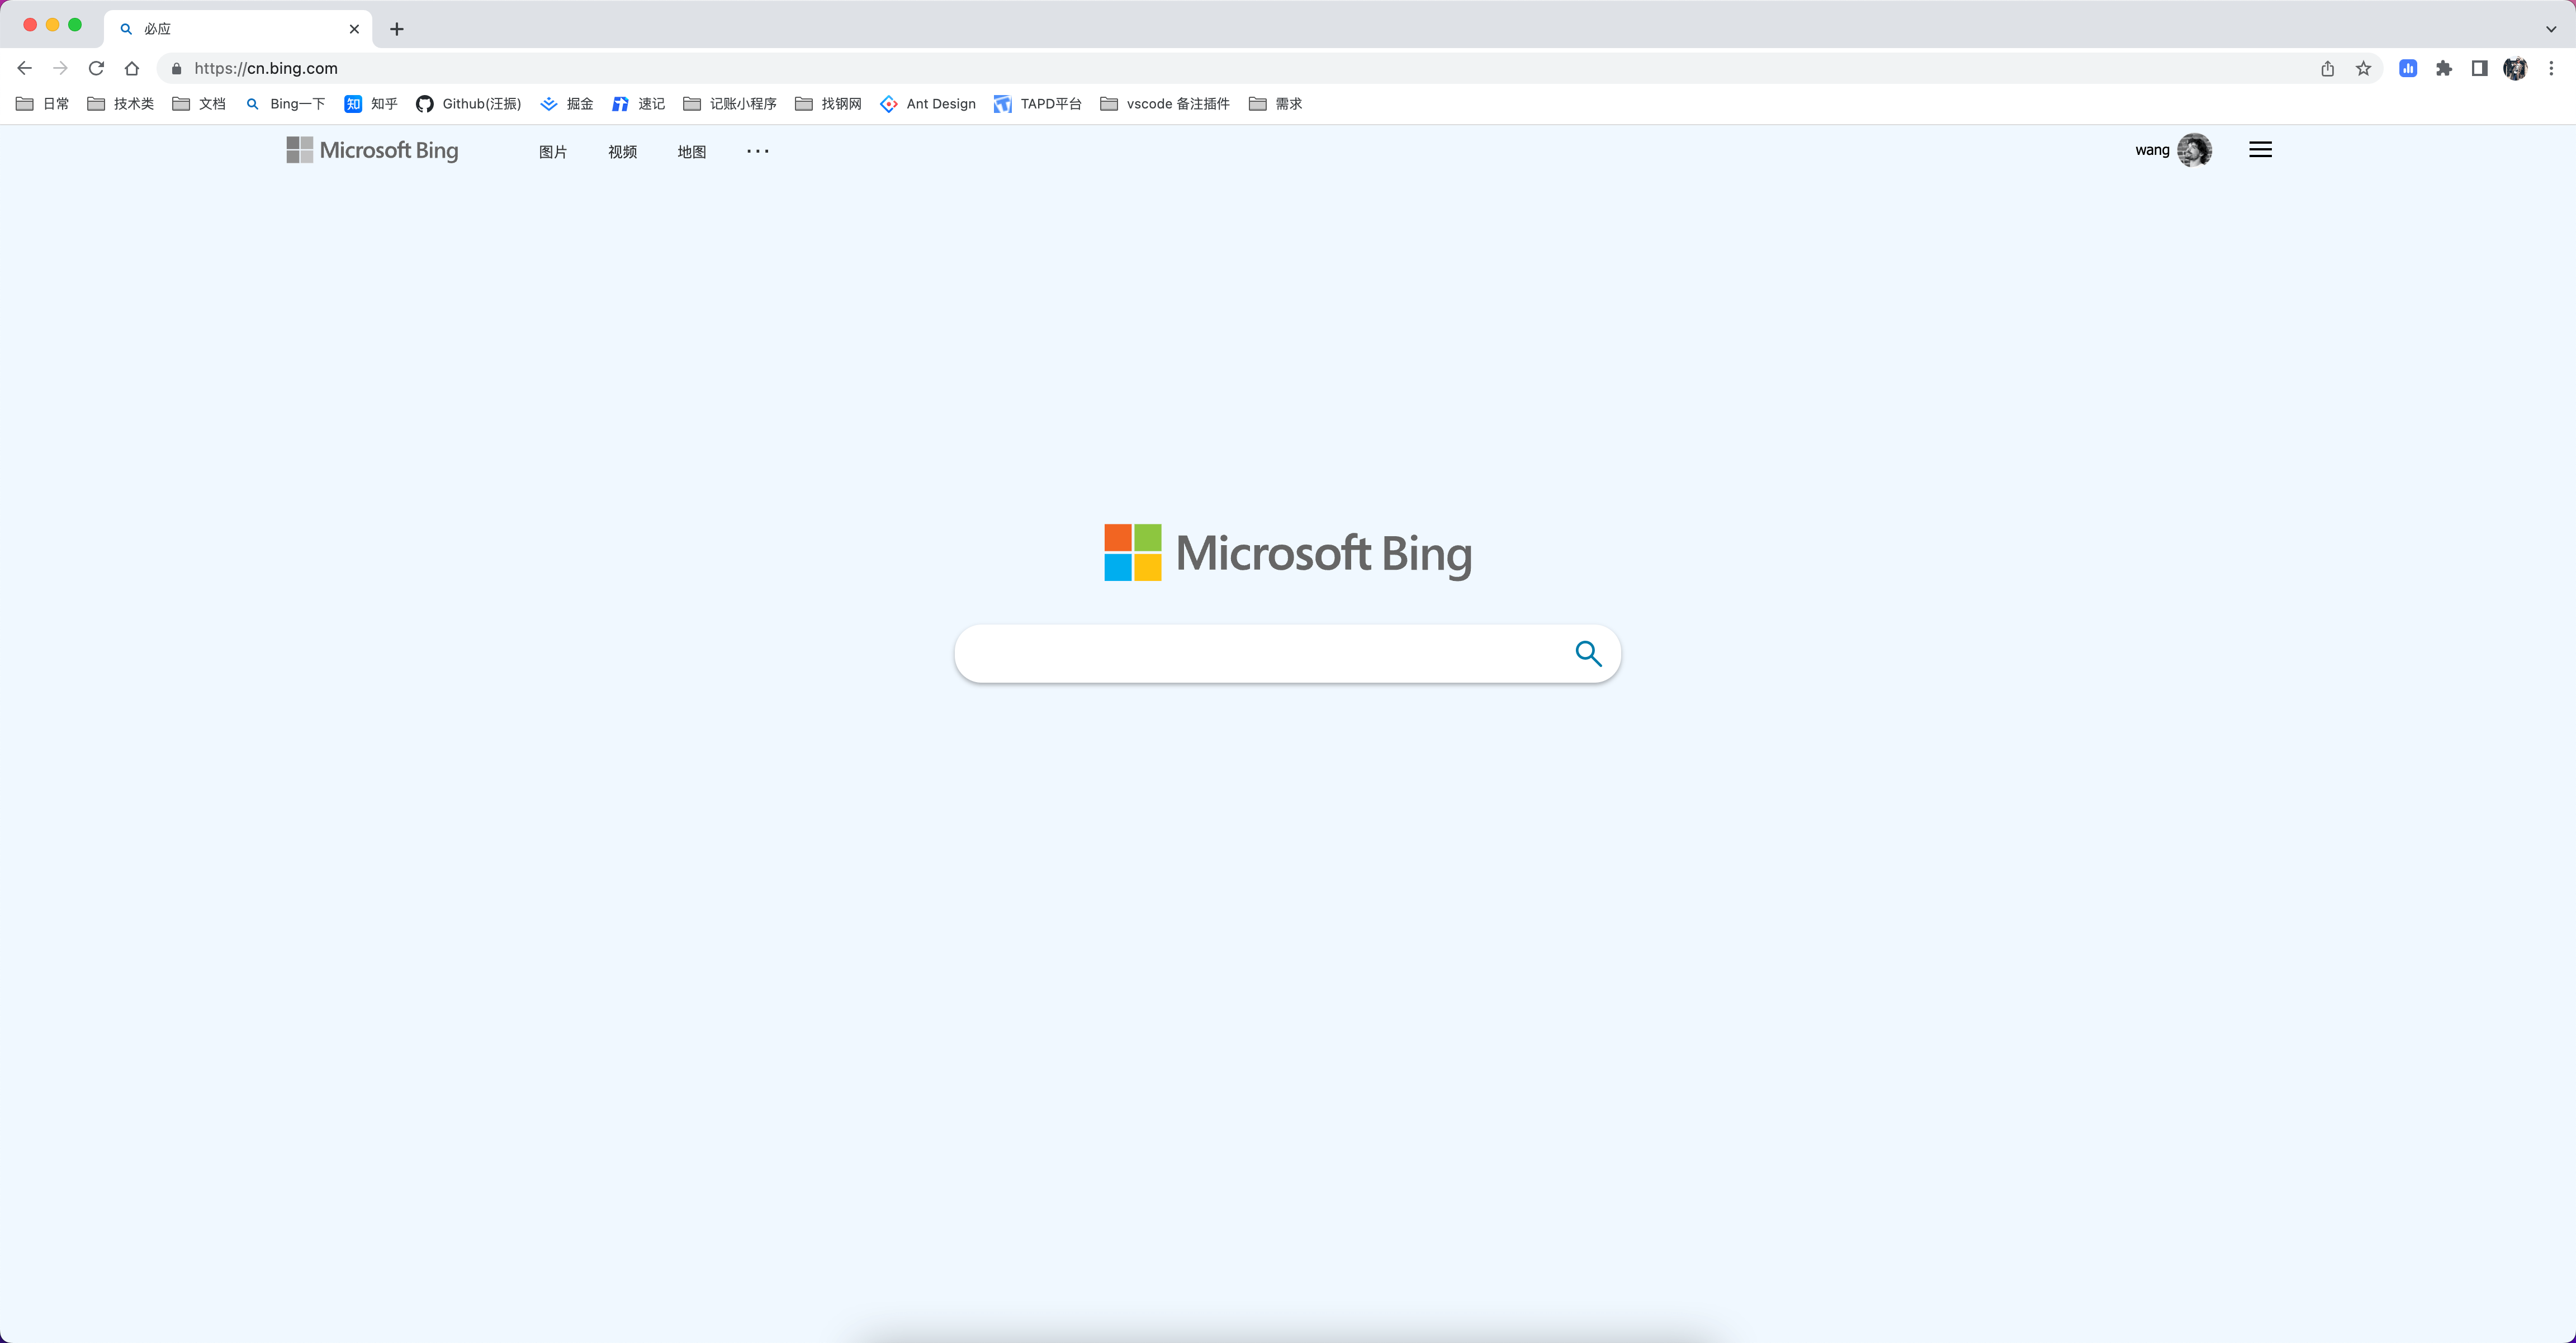 必应
https://cn.bing.com
日常 技术类 文档 Bing一下 知 知乎 Github(汪振) 掘金 速记 记账小程序 找钢网 Ant Design TAPD平台 vscode 备注插件 需求
Microsoft Bing 图片 视频 地图 ··· wang
Microsoft Bing